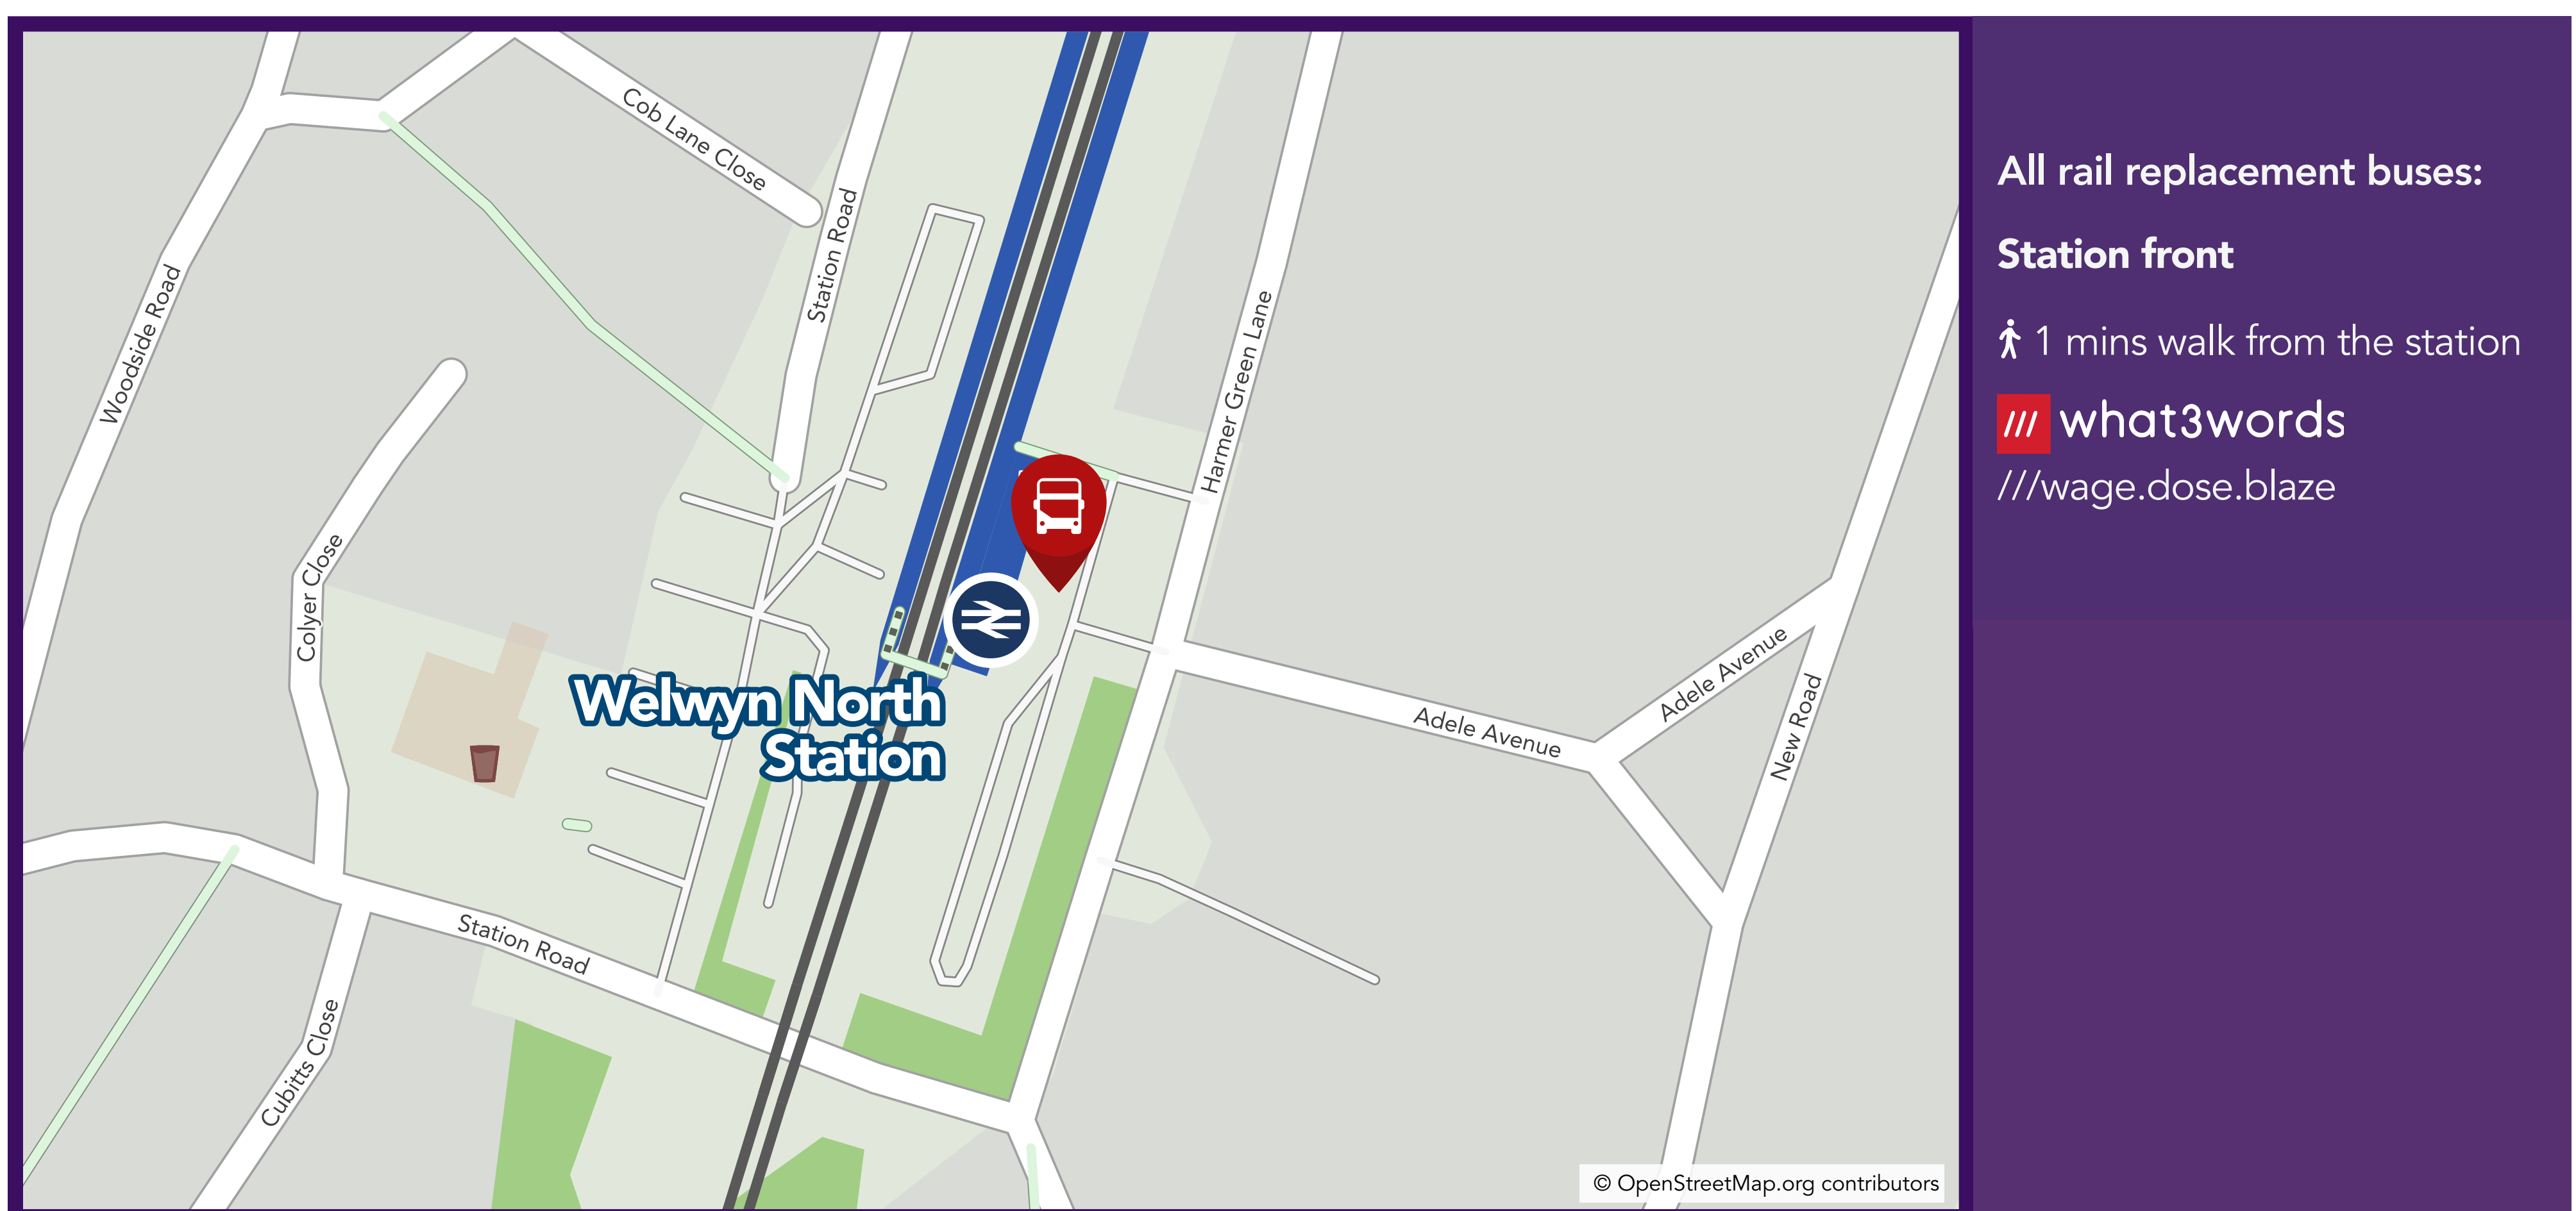 Cob Lane Close
Station Road
Woodside Road
Harmer Green Lane
Colyer Close
Welwyn North
Station
Adele Avenue
Adele Avenue
New Road
Station Road
Cubitts Close
© OpenStreetMap.org contributors
All rail replacement buses:
Station front
1 mins walk from the station
/// what3words
///wage.dose.blaze